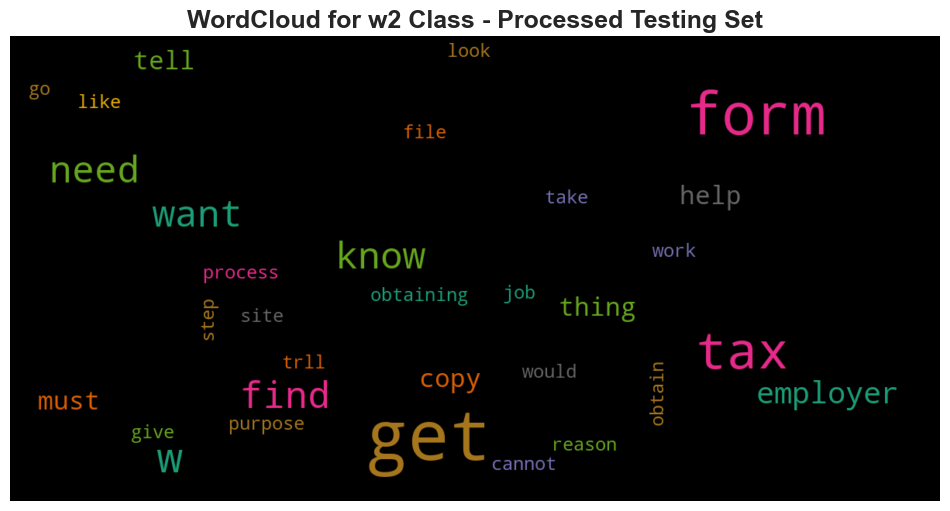 WordCloud for w2 Class - Processed Testing Set
look
tell
go
like
form
file
need
take
help
want
know
work
process
obtaining
job
thing
step
site
tax
trll
would
copy
employer
obtain
must
find
purpose
give
get
reason
w
cannot